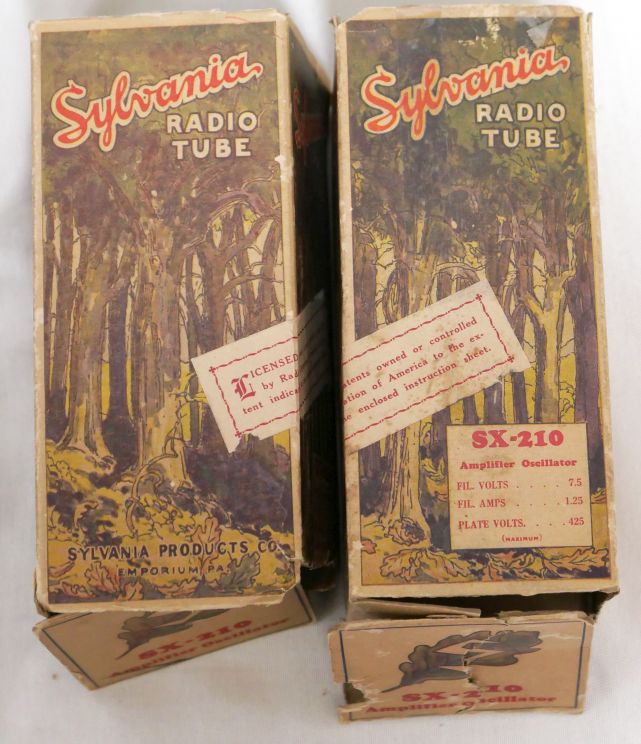 Sylvania
RADIO
TUBE
LICENSED
by Rad
tent indica
SYLVANIA PRODUCTS CO.
EMPORIUM, PA.
SX-210
Amplifier Oscillator
Sylvania
RADIO
TUBE
tents owned or controlled
ation of America to the ex-
e enclosed instruction sheet.
SX-210
Amplifier Oscillator
FIL. VOLTS . . . . . 7.5
FIL. AMPS . . . . . 1.25
PLATE VOLTS. . . . . 425
(MAXIMUM)
SX-210
Amplifier Oscillator